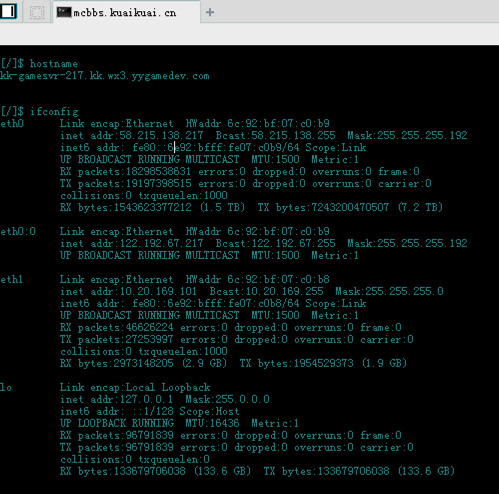 mcbbs.kuaikuai.cn
[/]$ hostname
kk-gamesvr-217.kk.wx3.yygamedev.com
[/]$ ifconfig
eth0 Link encap:Ethernet HWaddr 6c:92:bf:07:c0:b9
inet addr:58.215.138.217 Bcast:58.215.138.255 Mask:255.255.255.192
inet6 addr: fe80::6e92:bfff:fe07:c0b9/64 Scope:Link
UP BROADCAST RUNNING MULTICAST MTU:1500 Metric:1
RX packets:18298538631 errors:0 dropped:0 overruns:0 frame:0
TX packets:19197398515 errors:0 dropped:0 overruns:0 carrier:0
collisions:0 txqueuelen:1000
RX bytes:1543623377212 (1.5 TB) TX bytes:7243200470507 (7.2 TB)
eth0:0 Link encap:Ethernet HWaddr 6c:92:bf:07:c0:b9
inet addr:122.192.67.217 Bcast:122.192.67.255 Mask:255.255.255.192
UP BROADCAST RUNNING MULTICAST MTU:1500 Metric:1
eth1 Link encap:Ethernet HWaddr 6c:92:bf:07:c0:b8
inet addr:10.20.169.101 Bcast:10.20.169.255 Mask:255.255.255.0
inet6 addr: fe80::6e92:bfff:fe07:c0b8/64 Scope:Link
UP BROADCAST RUNNING MULTICAST MTU:1500 Metric:1
RX packets:46626224 errors:0 dropped:0 overruns:0 frame:0
TX packets:27253997 errors:0 dropped:0 overruns:0 carrier:0
collisions:0 txqueuelen:1000
RX bytes:2973148205 (2.9 GB) TX bytes:1954529373 (1.9 GB)
lo Link encap:Local Loopback
inet addr:127.0.0.1 Mask:255.0.0.0
inet6 addr: ::1/128 Scope:Host
UP LOOPBACK RUNNING MTU:16436 Metric:1
RX packets:96791839 errors:0 dropped:0 overruns:0 frame:0
TX packets:96791839 errors:0 dropped:0 overruns:0 carrier:0
collisions:0 txqueuelen:0
RX bytes:133679706038 (133.6 GB) TX bytes:133679706038 (133.6 GB)